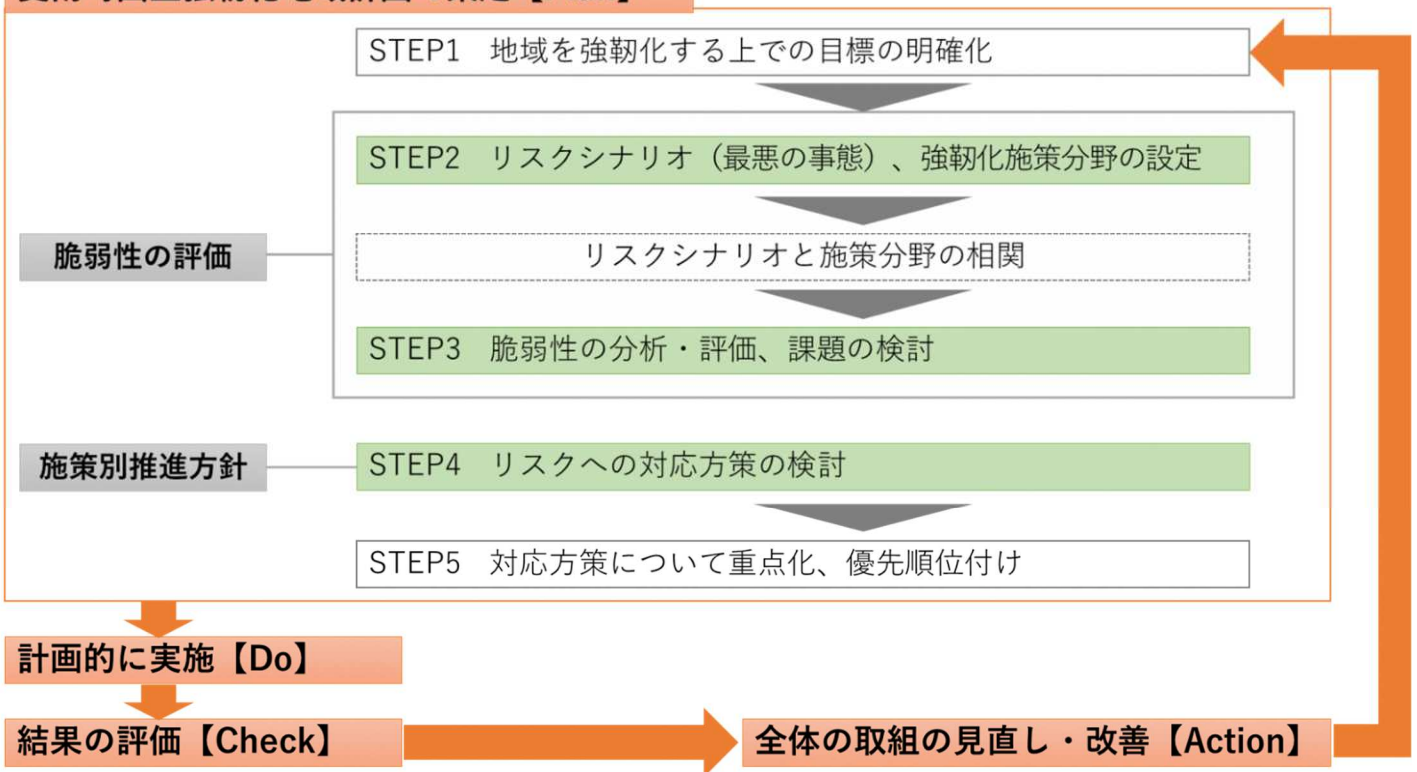 STEP1 地域を強靭化する上での目標の明確化
STEP2 リスクシナリオ（最悪の事態）、強靭化施策分野の設定
脆弱性の評価
リスクシナリオと施策分野の相関
STEP3 脆弱性の分析・評価、課題の検討
施策別推進方針
STEP4 リスクへの対応方策の検討
STEP5 対応方策について重点化、優先順位付け
計画的に実施【Do】
結果の評価【Check】
全体の取組の見直し・改善【Action】